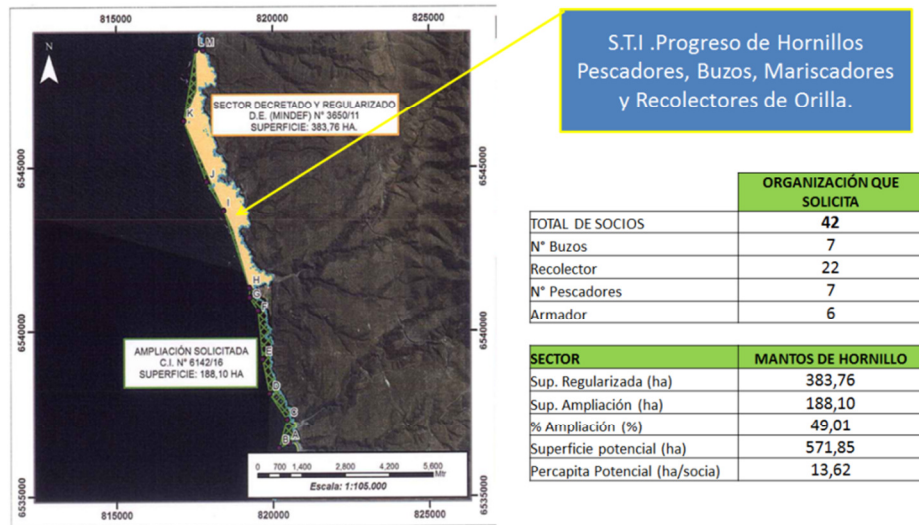 815000 820000 825000
N
L M
SECTOR DECRETADO Y REGULARIZADO
D.E. (MINDEF) N° 3650/11
SUPERFICIE: 383,76 HA.
K
J
I
H
G
F
E
D
B
A
B
AMPLIACIÓN SOLICITADA
C.I. N° 6142/16
SUPERFICIE: 188,10 HA
0 700 1,400 2,800 4,200 5,600
Mtr
Escala: 1:105.000
6545000
6540000
6535000
6545000
6540000
6535000
815000 820000 825000
S.T.I .Progreso de Hornillos
Pescadores, Buzos, Mariscadores
y Recolectores de Orilla.
ORGANIZACIÓN QUE
SOLICITA
TOTAL DE SOCIOS 42
N° Buzos 7
Recolector 22
N° Pescadores 7
Armador 6
SECTOR MANTOS DE HORNILLO
Sup. Regularizada (ha) 383,76
Sup. Ampliación (ha) 188,10
% Ampliación (%) 49,01
Superficie potencial (ha) 571,85
Percapita Potencial (ha/socia) 13,62